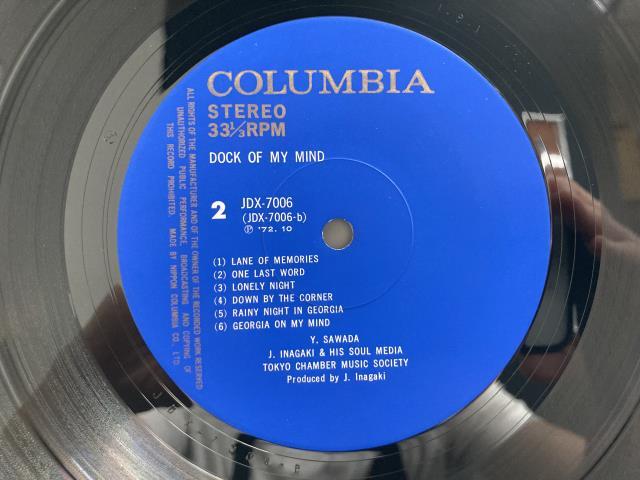 COLUMBIA
STEREO
33⅓RPM
DOCK OF MY MIND
2
JDX-7006
(JDX-7006-b)
Ⓟ '72. 10
(1) LANE OF MEMORIES
(2) ONE LAST WORD
(3) LONELY NIGHT
(4) DOWN BY THE CORNER
(5) RAINY NIGHT IN GEORGIA
(6) GEORGIA ON MY MIND
Y. SAWADA
J. INAGAKI & HIS SOUL MEDIA
TOKYO CHAMBER MUSIC SOCIETY
Produced by J. Inagaki
ALL RIGHTS OF THE MANUFACTURER AND OF THE OWNER OF THE RECORDED WORK RESERVED
UNAUTHORIZED PUBLIC PERFORMANCE, BROADCASTING AND COPYING OF
THIS RECORD PROHIBITED. MADE BY NIPPON COLUMBIA CO., LTD.